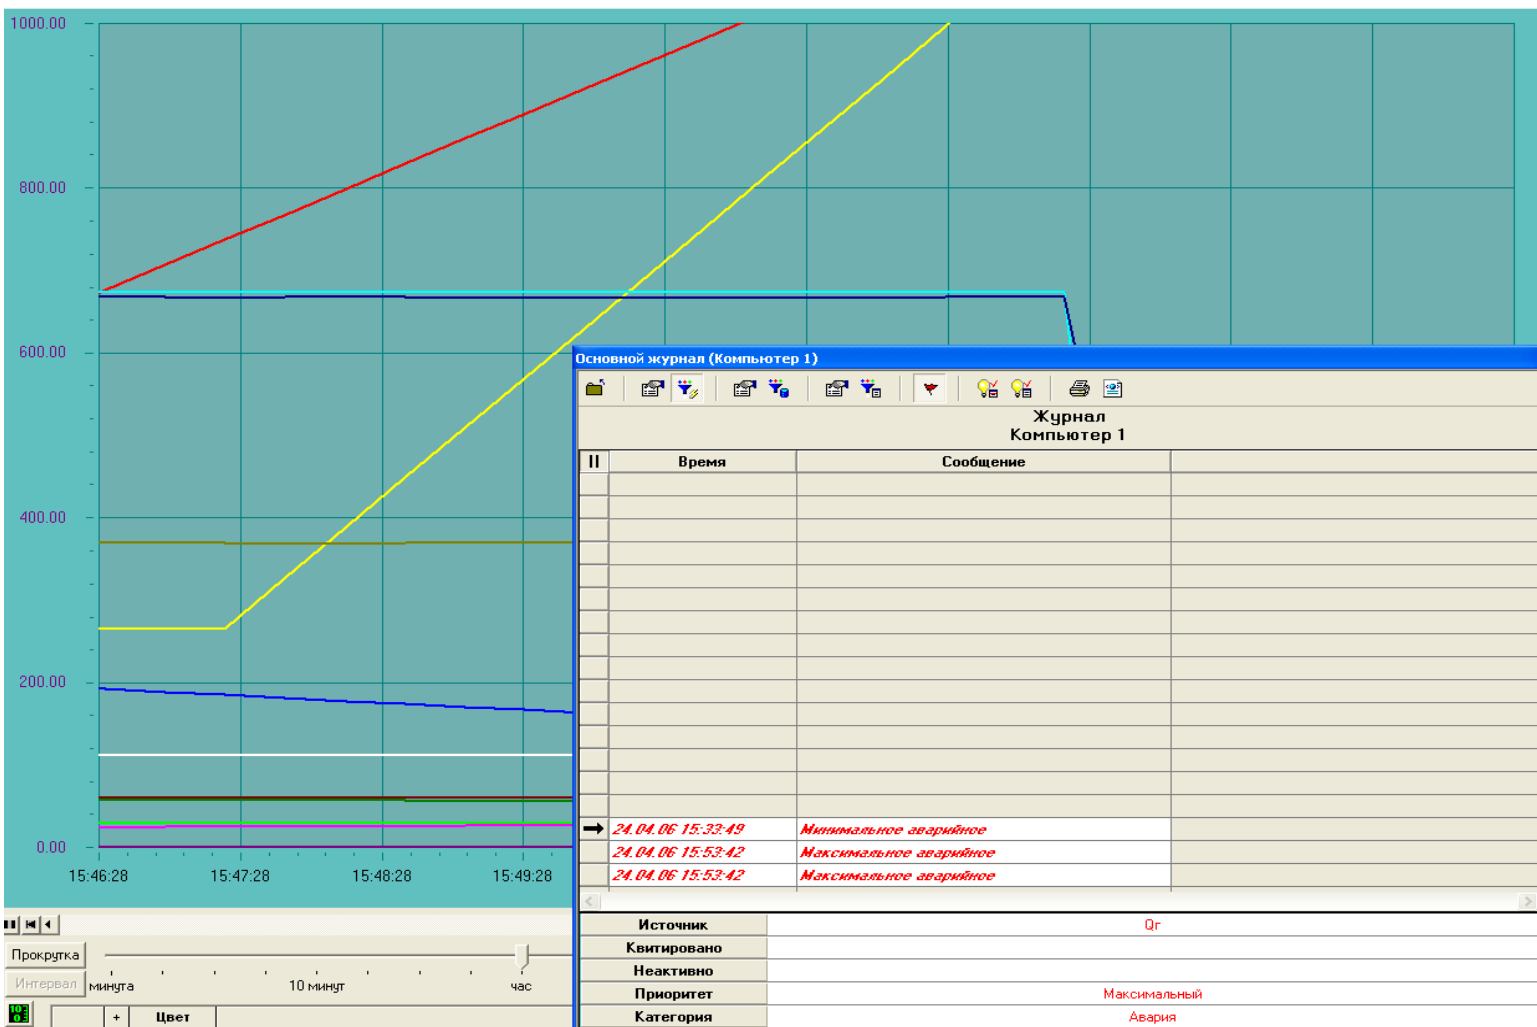 1000.00
800.00
600.00
400.00
200.00
0.00
15:46:28 15:47:28 15:48:28 15:49:28
Прокрутка
Интервал
минута 10 минут час
+ Цвет
Основной журнал (Компьютер 1)
Журнал
Компьютер 1
Время Сообщение
24.04.06 15:33:49 Минимальное аварийное
24.04.06 15:53:42 Максимальное аварийное
24.04.06 15:53:42 Максимальное аварийное
Источник Qг
Квитировано
Неактивно
Приоритет Максимальный
Категория Авария